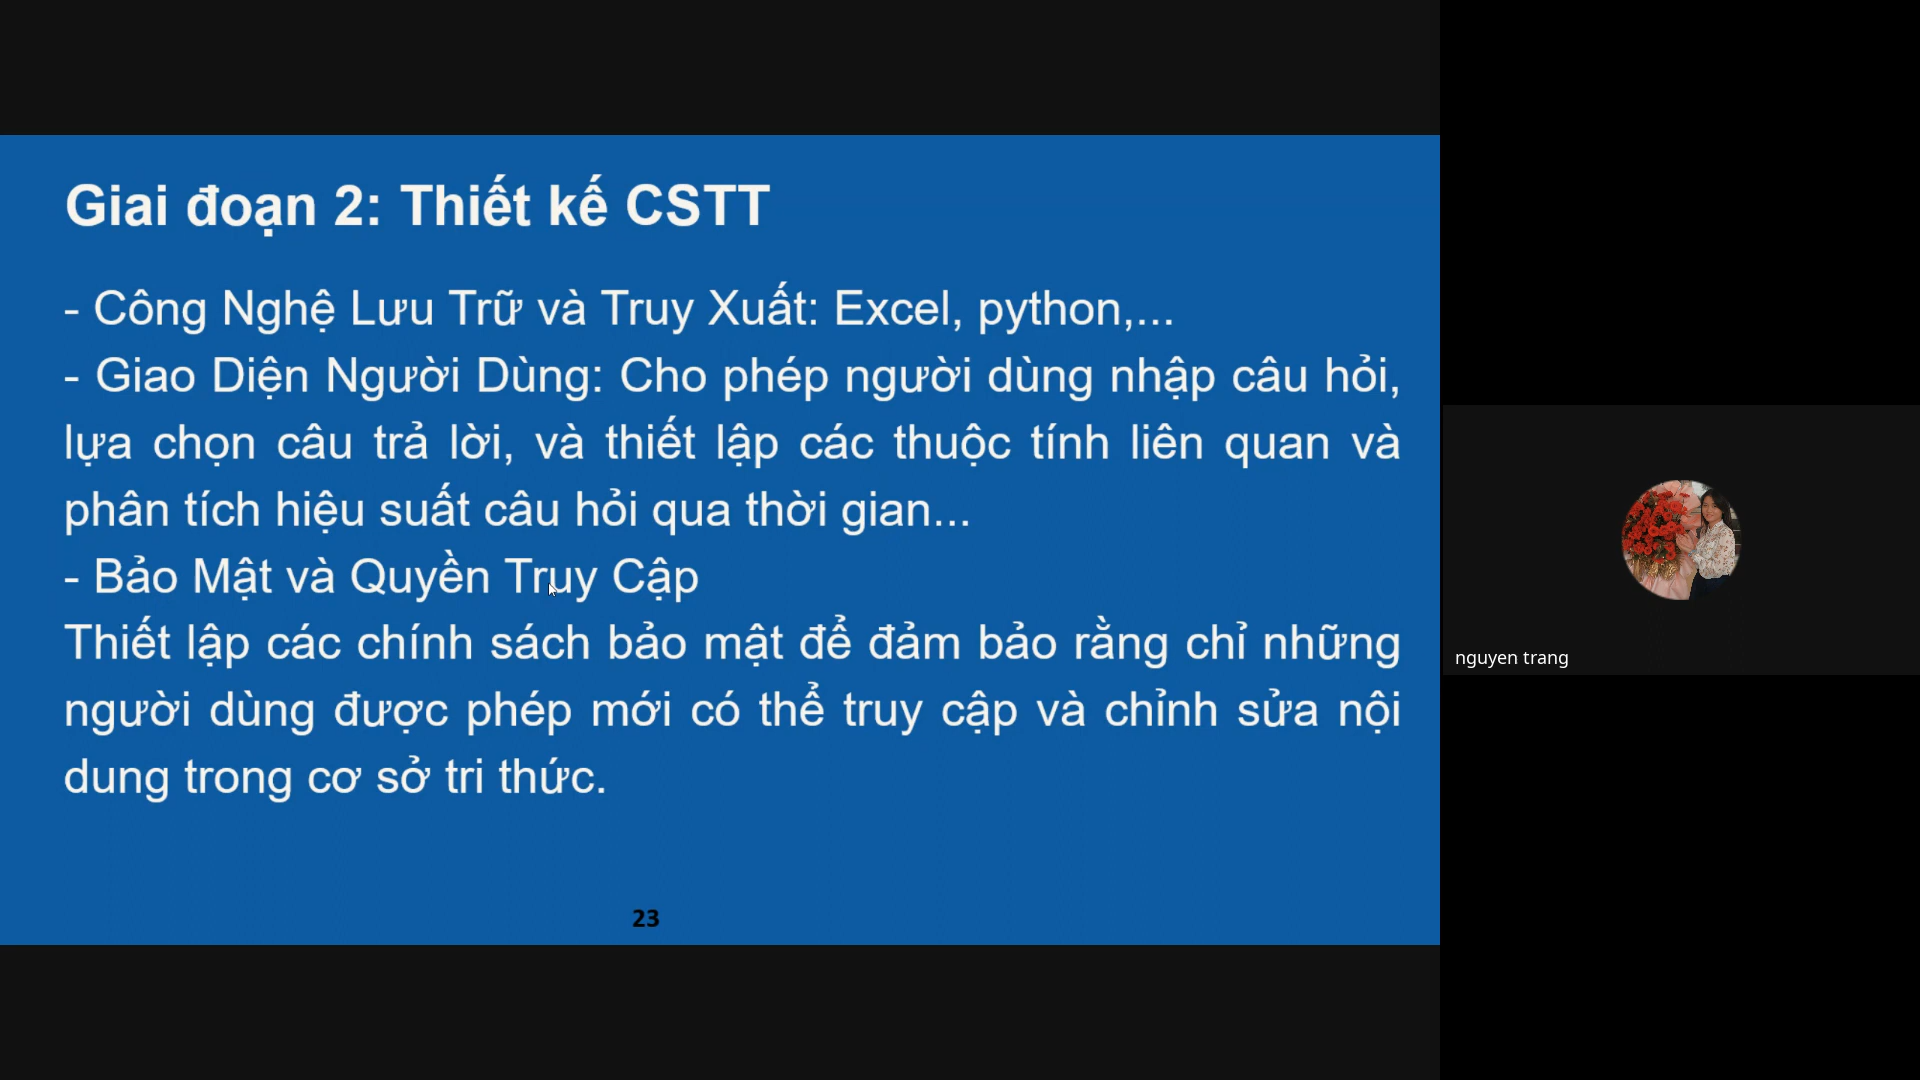 Giai đoạn 2: Thiết kế CSTT
- Công Nghệ Lưu Trữ và Truy Xuất: Excel, python,...
- Giao Diện Người Dùng: Cho phép người dùng nhập câu hỏi,
lựa chọn câu trả lời, và thiết lập các thuộc tính liên quan và
phân tích hiệu suất câu hỏi qua thời gian...
- Bảo Mật và Quyền Truy Cập
Thiết lập các chính sách bảo mật để đảm bảo rằng chỉ những
người dùng được phép mới có thể truy cập và chỉnh sửa nội
dung trong cơ sở tri thức.
23
nguyen trang